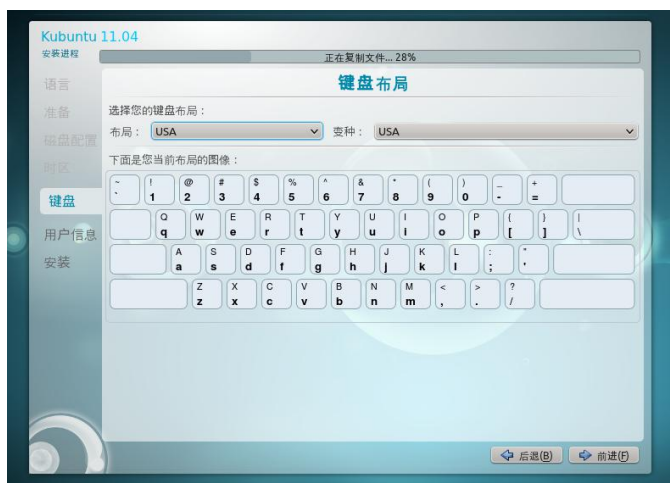 Kubuntu 11.04
安装进程
正在复制文件... 28%
语言
准备
磁盘配置
时区
键盘
用户信息
安装
键盘布局
选择您的键盘布局：
布局： USA 变种： USA
下面是您当前布局的图像：
~ ! @ # $ % ^ & * ( ) _ +
` 1 2 3 4 5 6 7 8 9 0 - =
Q W E R T Y U I O P { } |
q w e r t y u i o p [ ] \
A S D F G H J K L : "
a s d f g h j k l ; '
Z X C V B N M < > ?
z x c v b n m , . /
后退(B) 前进(F)